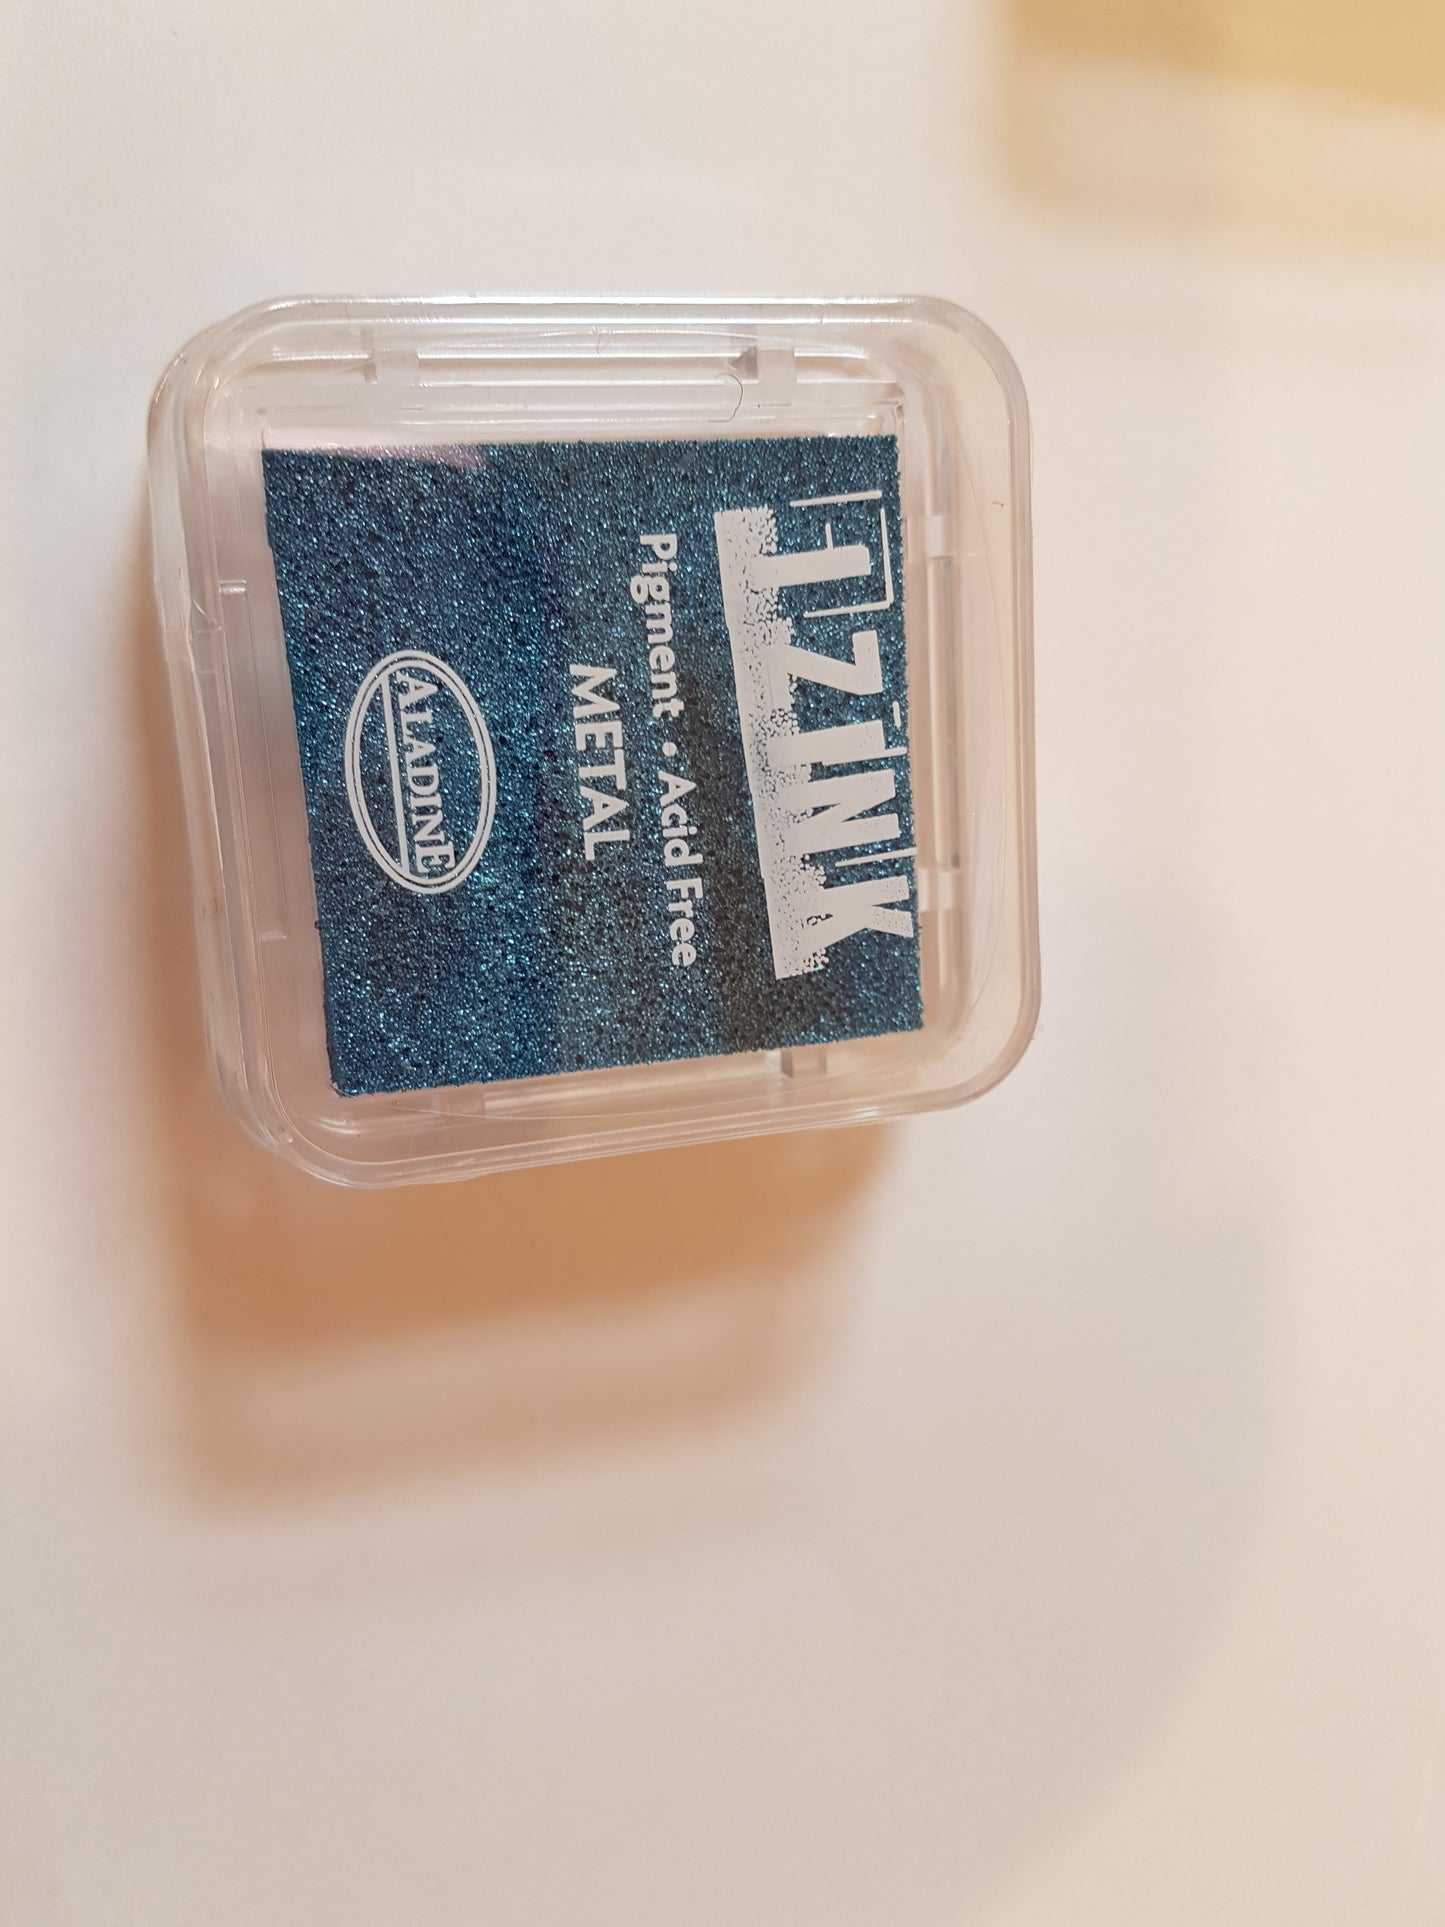 IZINK
Pigment • Acid Free
METAL
ALADINE